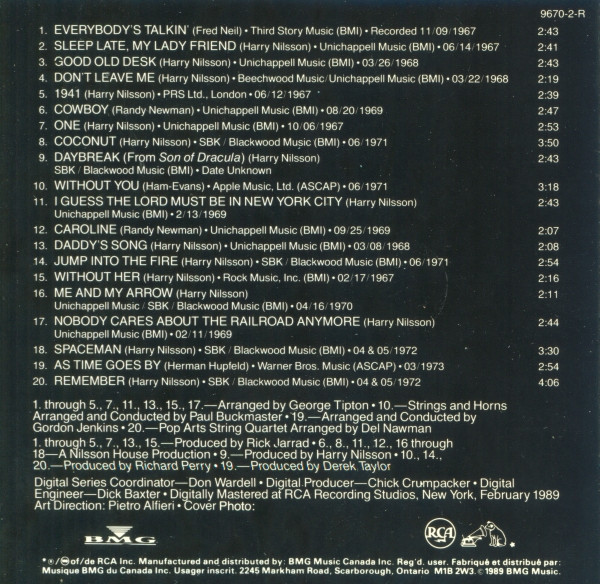 9670-2-R
1. EVERYBODY'S TALKIN' (Fred Neil) • Third Story Music (BMI) • Recorded 11/09/1967 2:43
2. SLEEP LATE, MY LADY FRIEND (Harry Nilsson) • Unichappell Music (BMI) • 06/14/1967 2:41
3. GOOD OLD DESK (Harry Nilsson) • Unichappell Music (BMI) • 03/26/1968 2:43
4. DON'T LEAVE ME (Harry Nilsson) • Beechwood Music/Unichappell Music (BMI) • 03/22/1968 2:19
5. 1941 (Harry Nilsson) • PRS Ltd., London • 06/12/1967 2:39
6. COWBOY (Randy Newman) • Unichappell Music (BMI) • 08/20/1969 2:47
7. ONE (Harry Nilsson) • Unichappell Music (BMI) • 10/06/1967 2:53
8. COCONUT (Harry Nilsson) • SBK / Blackwood Music (BMI) • 06/1971 3:50
9. DAYBREAK (From Son of Dracula) (Harry Nilsson) 2:43
SBK / Blackwood Music (BMI) • Date Unknown
10. WITHOUT YOU (Ham-Evans) • Apple Music, Ltd. (ASCAP) • 06/1971 3:18
11. I GUESS THE LORD MUST BE IN NEW YORK CITY (Harry Nilsson) 2:43
Unichappell Music (BMI) • 2/13/1969
12. CAROLINE (Randy Newman) • Unichappell Music (BMI) • 09/25/1969 2:07
13. DADDY'S SONG (Harry Nilsson) • Unichappell Music (BMI) • 03/08/1968 2:08
14. JUMP INTO THE FIRE (Harry Nilsson) • SBK / Blackwood Music (BMI) • 06/1971 2:54
15. WITHOUT HER (Harry Nilsson) • Rock Music, Inc. (BMI) • 02/17/1967 2:16
16. ME AND MY ARROW (Harry Nilsson) 2:11
Unichappell Music / SBK / Blackwood Music (BMI) • 04/16/1970
17. NOBODY CARES ABOUT THE RAILROAD ANYMORE (Harry Nilsson) 2:44
Unichappell Music (BMI) • 02/11/1969
18. SPACEMAN (Harry Nilsson) • SBK / Blackwood Music (BMI) • 04 & 05/1972 3:30
19. AS TIME GOES BY (Herman Hupfeld) • Warner Bros. Music (ASCAP) • 03/1973 2:54
20. REMEMBER (Harry Nilsson) • SBK / Blackwood Music (BMI) • 04 & 05/1972 4:06
1. through 5., 7., 11., 13., 15., 17.—Arranged by George Tipton • 10.—Strings and Horns
Arranged and Conducted by Paul Buckmaster • 19.—Arranged and Conducted by
Gordon Jenkins • 20.—Pop Arts String Quartet Arranged by Del Nawman
1. through 5., 7., 13., 15.—Produced by Rick Jarrad • 6., 8., 11., 12., 16 through
18—A Nilsson House Production • 9.—Produced by Harry Nilsson • 10., 14.,
20.—Produced by Richard Perry • 19.—Produced by Derek Taylor
Digital Series Coordinator—Don Wardell • Digital Producer—Chick Crumpacker • Digital
Engineer—Dick Baxter • Digitally Mastered at RCA Recording Studios, New York, February 1989
Art Direction: Pietro Alfieri • Cover Photo:
BMG RCA
*®/of/de RCA Inc. Manufactured and distributed by: BMG Music Canada Inc. Reg'd. user. Fabriqué et distribué par:
Musique BMG du Canada Inc. Usager inscrit. 2245 Markham Road, Scarborough, Ontario M1B 2W3. © 1989 BMG Music.